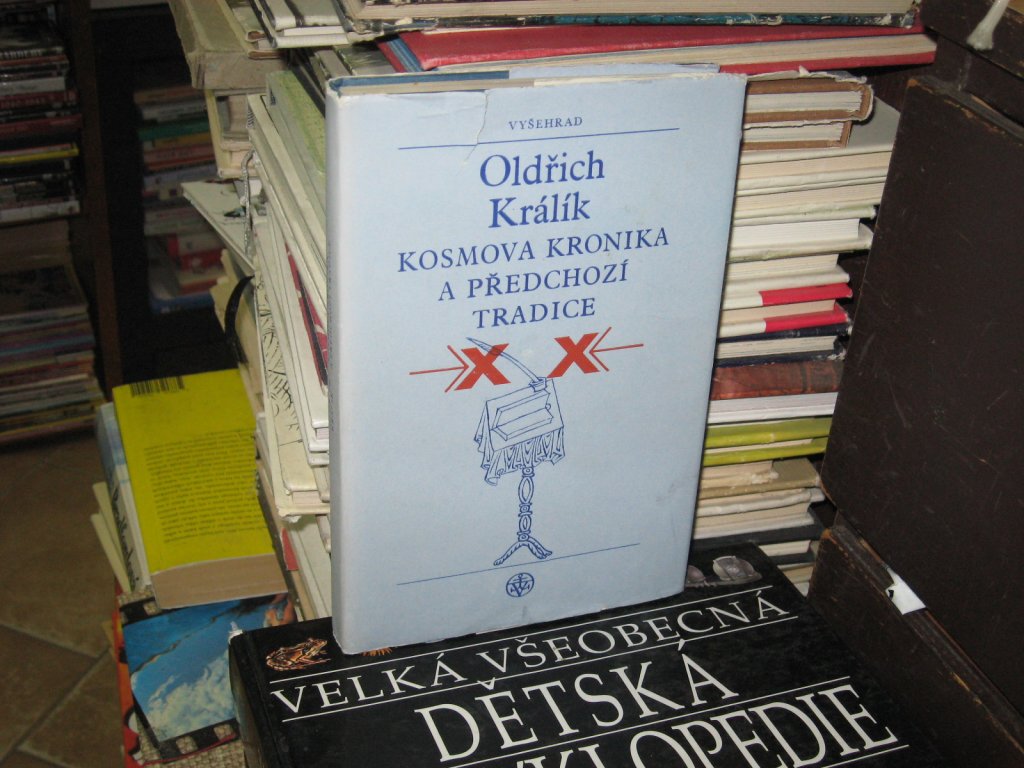 VYŠEHRAD
Oldřich
Králík
KOSMOVA KRONIKA
A PŘEDCHOZÍ
TRADICE
VELKÁ VŠEOBECNÁ
DĚTSKÁ